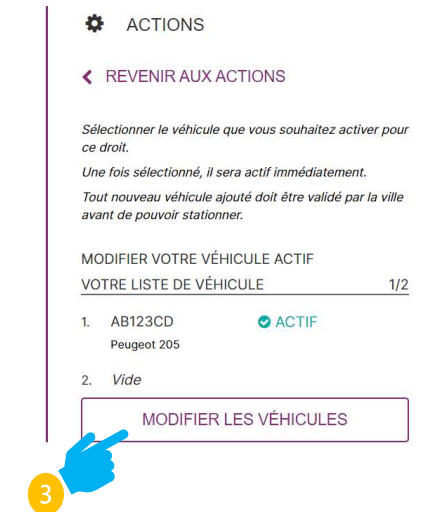 ACTIONS
REVENIR AUX ACTIONS
Sélectionner le véhicule que vous souhaitez activer pour
ce droit.
Une fois sélectionné, il sera actif immédiatement.
Tout nouveau véhicule ajouté doit être validé par la ville
avant de pouvoir stationner.
MODIFIER VOTRE VÉHICULE ACTIF
VOTRE LISTE DE VÉHICULE 1/2
1. AB123CD ACTIF
Peugeot 205
2. Vide
MODIFIER LES VÉHICULES
3